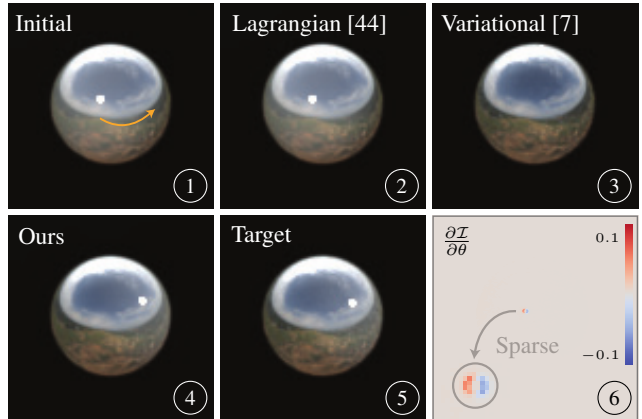 Initial
1
Lagrangian [44]
2
Variational [7]
3
Ours
4
Target
5
∂I
∂θ
0.1
Sparse
−0.1
6